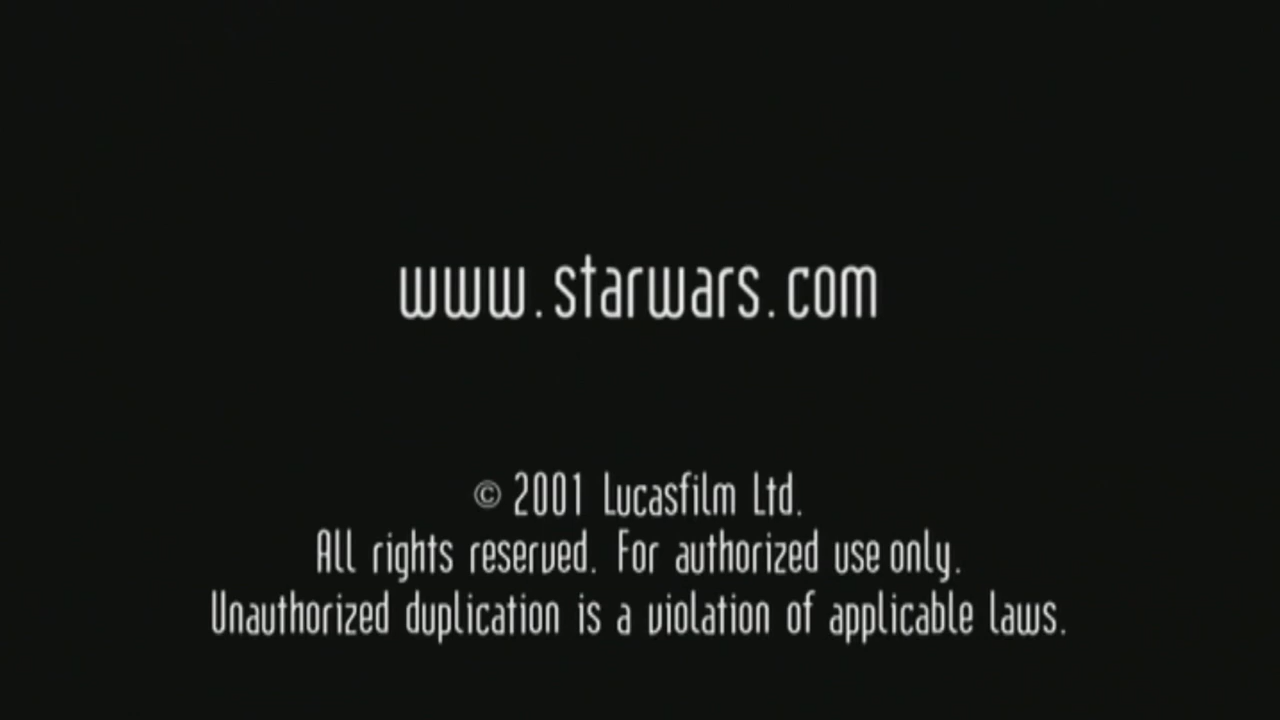 www.starwars.com
© 2001 Lucasfilm Ltd.
All rights reserved. For authorized use only.
Unauthorized duplication is a violation of applicable laws.